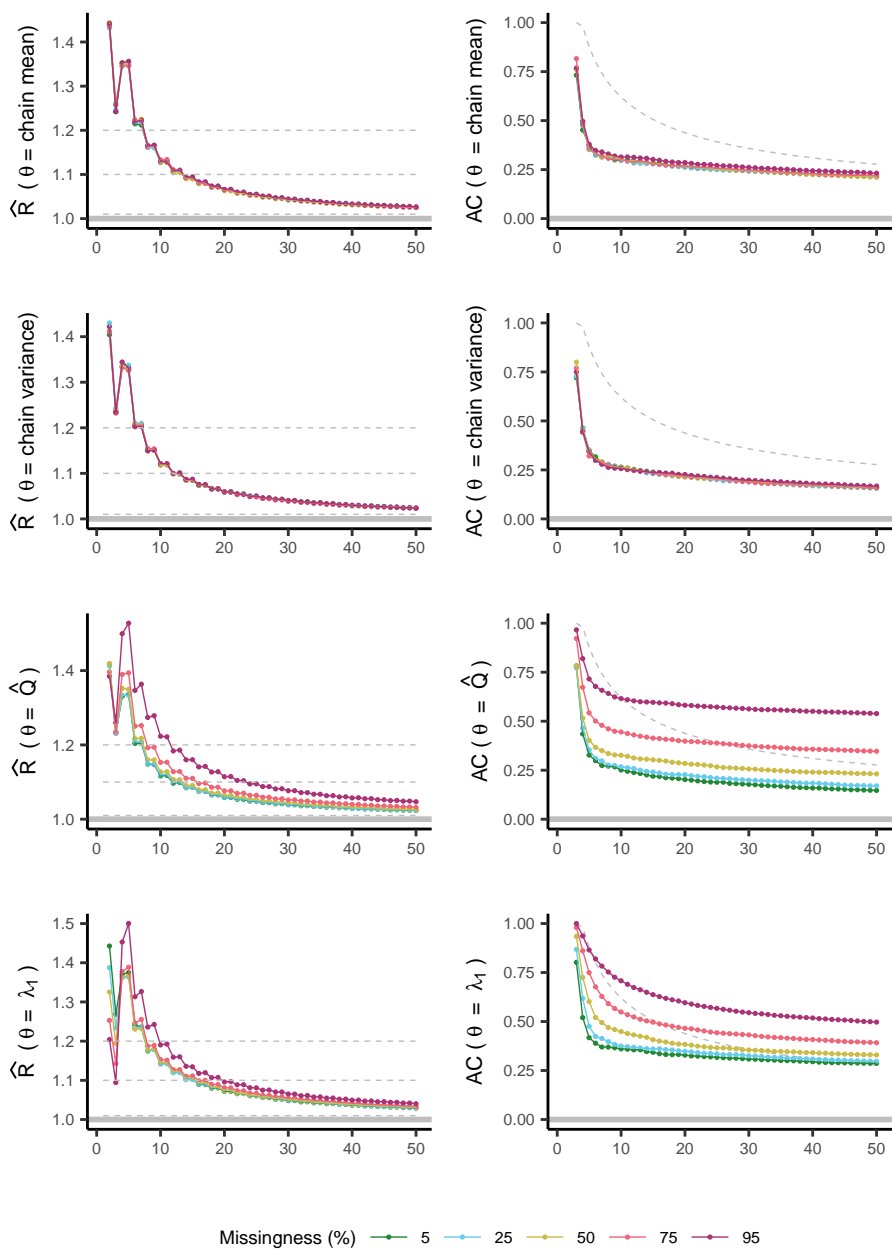 R̂ ( θ = chain mean)
1.4
1.3
1.2
1.1
1.0
0 10 20 30 40 50
AC ( θ = chain mean)
1.00
0.75
0.50
0.25
0.00
0 10 20 30 40 50
R̂ ( θ = chain variance)
1.4
1.3
1.2
1.1
1.0
0 10 20 30 40 50
AC ( θ = chain variance)
1.00
0.75
0.50
0.25
0.00
0 10 20 30 40 50
R̂ ( θ = Q̂ )
1.4
1.2
1.0
0 10 20 30 40 50
AC ( θ = Q̂ )
1.00
0.75
0.50
0.25
0.00
0 10 20 30 40 50
R̂ ( θ = λ₁ )
1.5
1.4
1.3
1.2
1.1
1.0
0 10 20 30 40 50
AC ( θ = λ₁ )
1.00
0.75
0.50
0.25
0.00
0 10 20 30 40 50
Missingness (%) 5 25 50 75 95